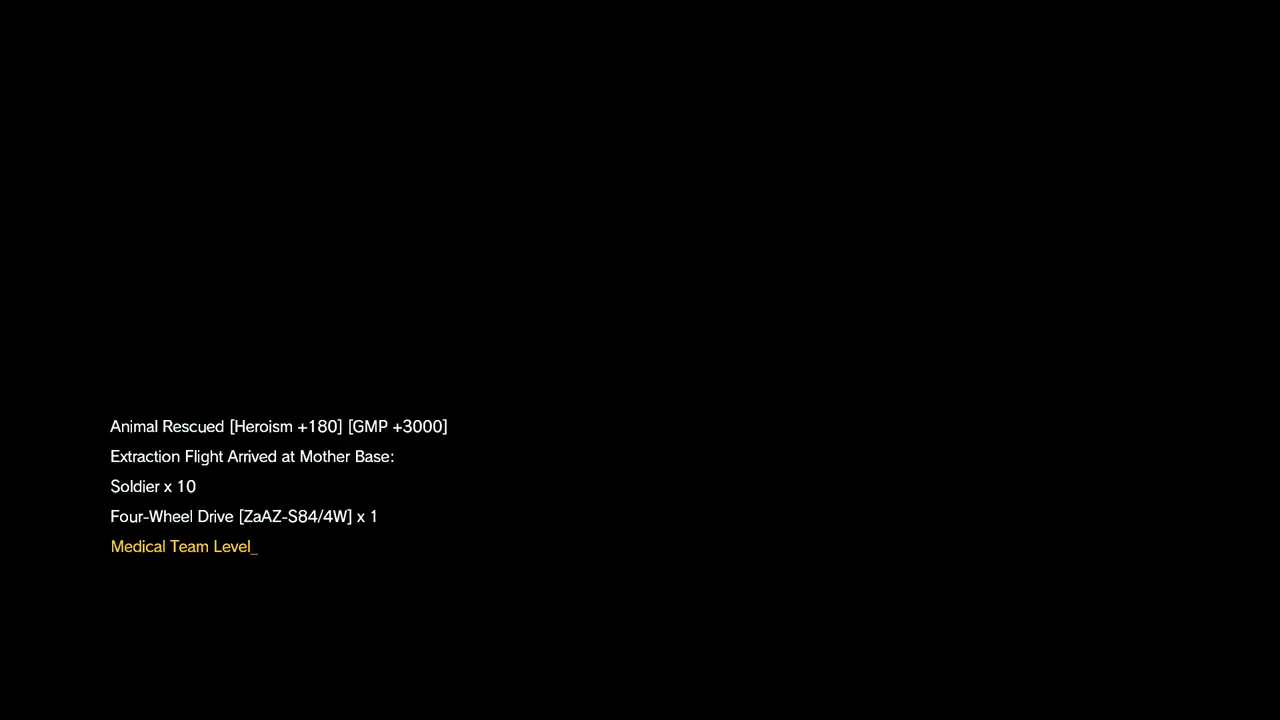 Animal Rescued [Heroism +180] [GMP +3000]
Extraction Flight Arrived at Mother Base:
Soldier x 10
Four-Wheel Drive [ZaAZ-S84/4W] x 1
Medical Team Level_